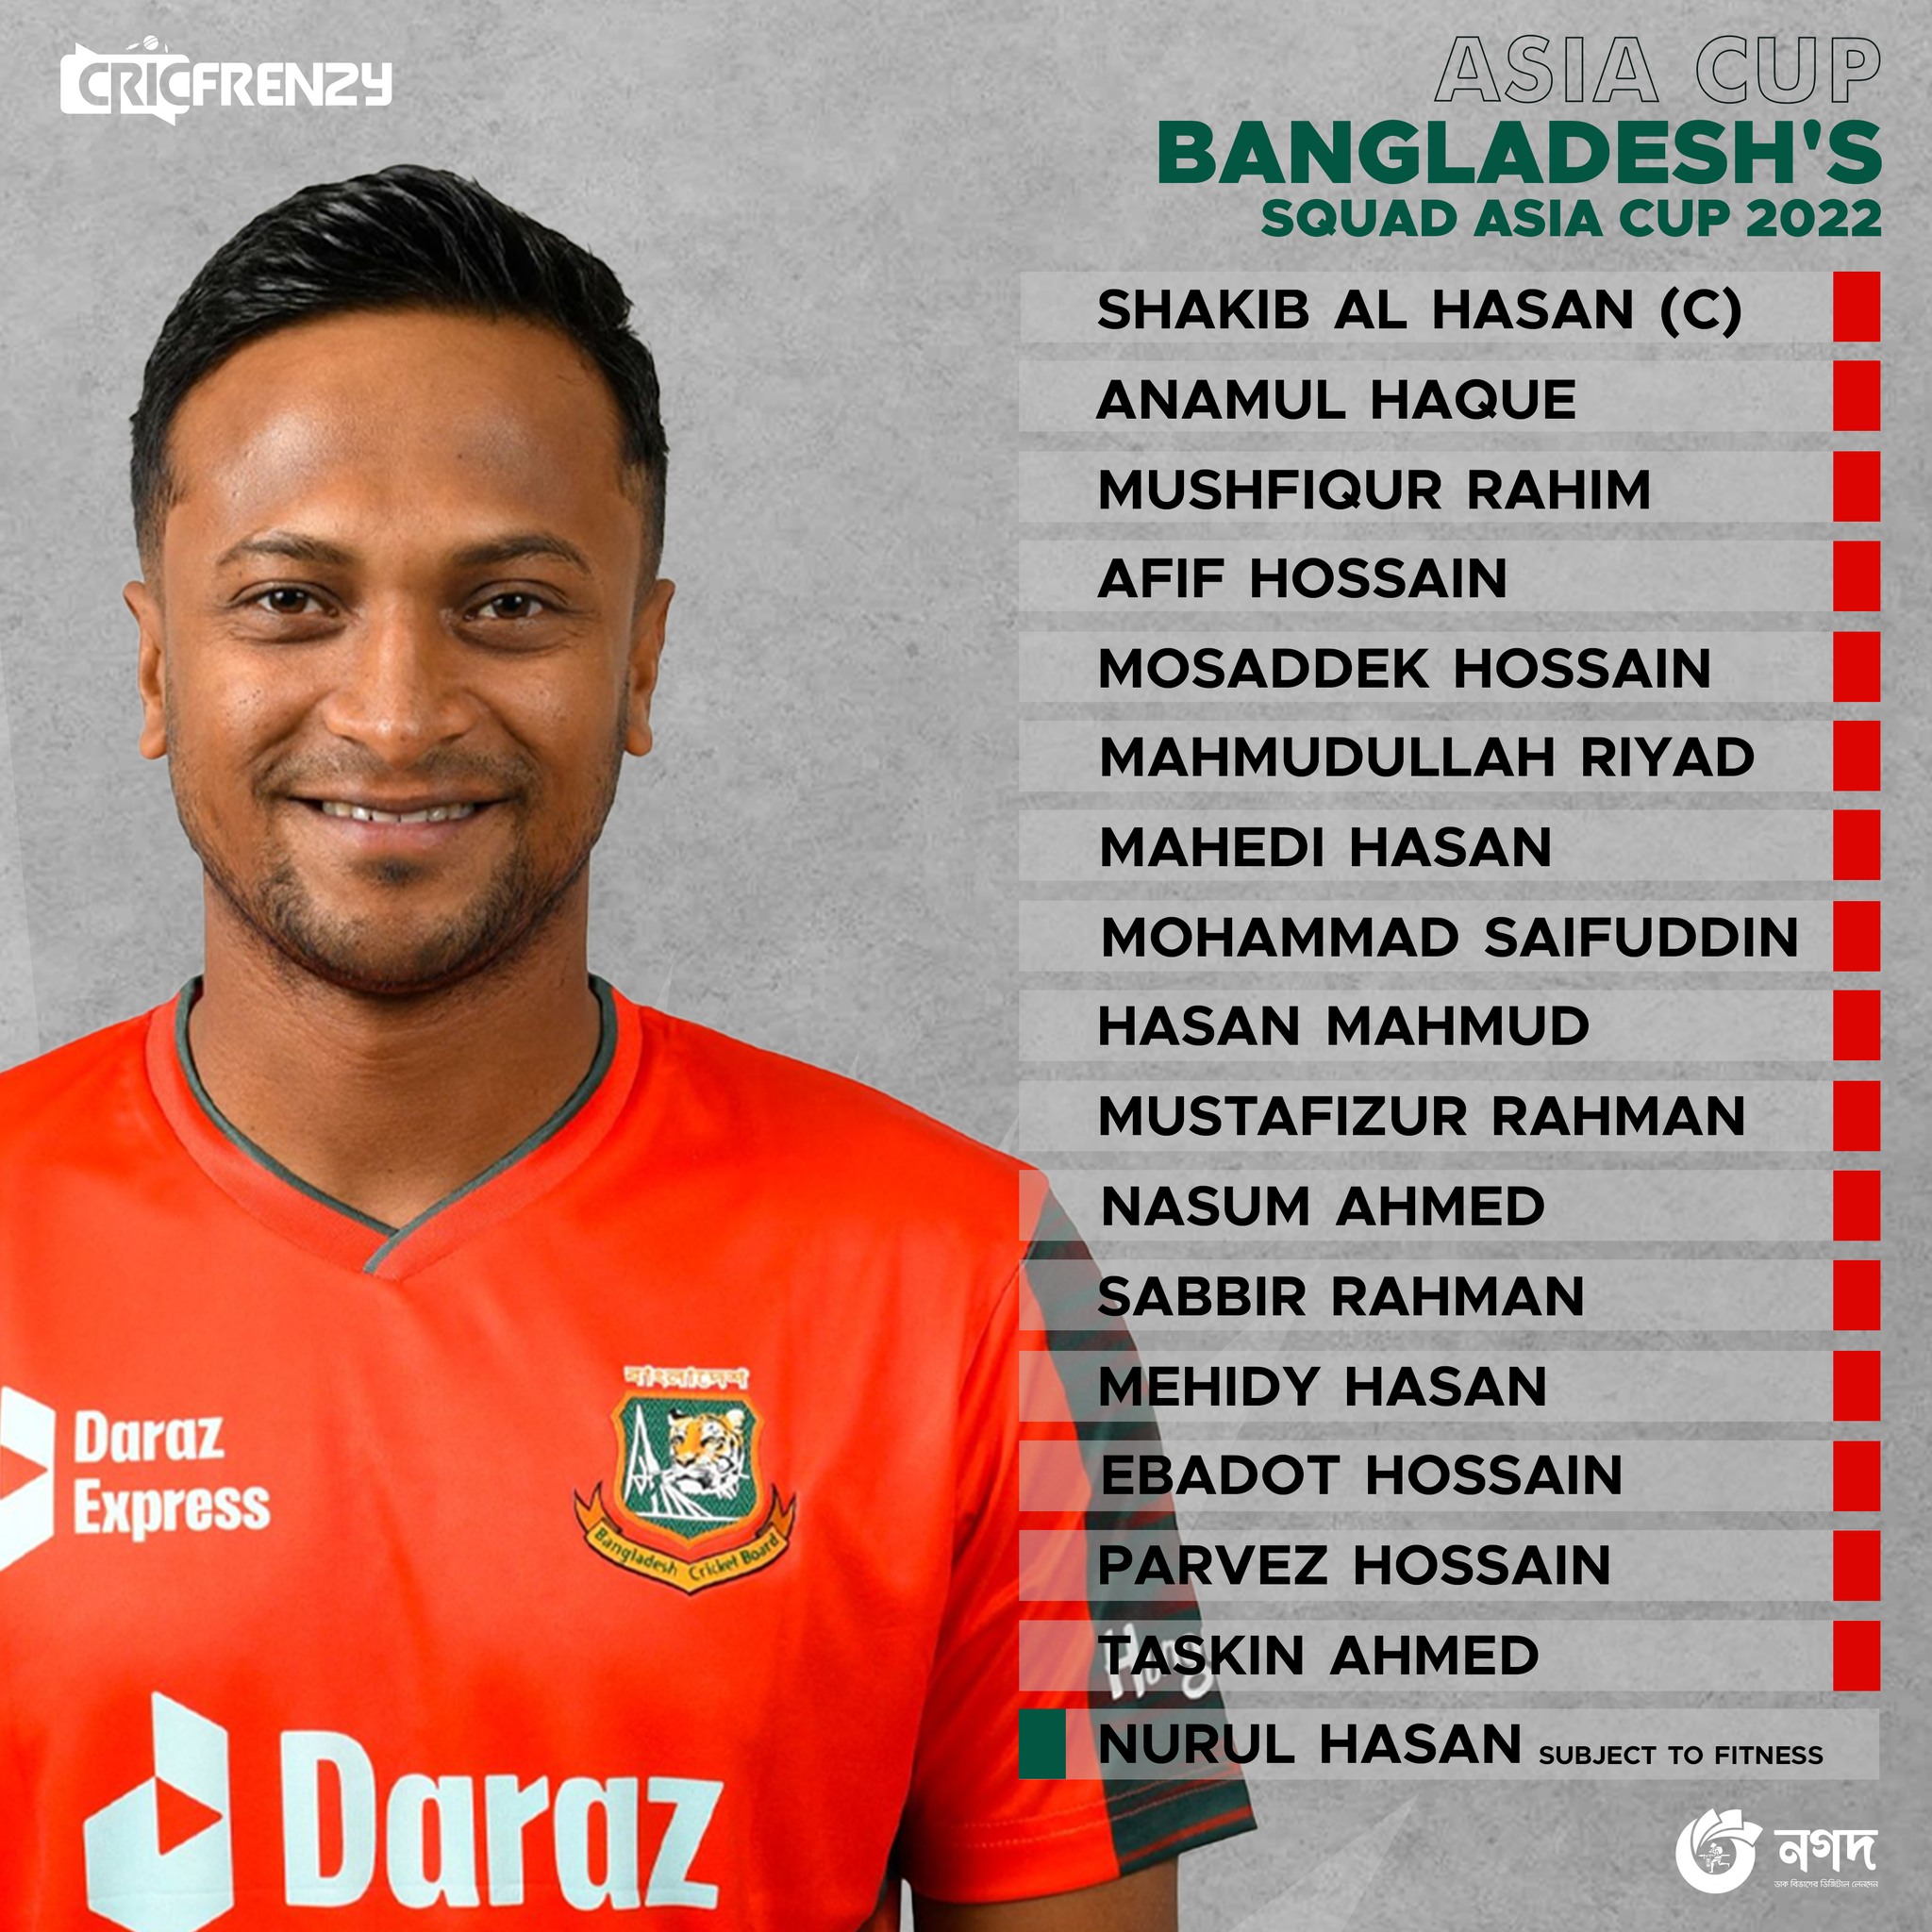 CRICFRENZY
ASIA CUP
BANGLADESH'S
SQUAD ASIA CUP 2022
SHAKIB AL HASAN (C)
ANAMUL HAQUE
MUSHFIQUR RAHIM
AFIF HOSSAIN
MOSADDEK HOSSAIN
MAHMUDULLAH RIYAD
MAHEDI HASAN
MOHAMMAD SAIFUDDIN
HASAN MAHMUD
MUSTAFIZUR RAHMAN
NASUM AHMED
SABBIR RAHMAN
MEHIDY HASAN
EBADOT HOSSAIN
PARVEZ HOSSAIN
TASKIN AHMED
NURUL HASAN SUBJECT TO FITNESS
বাংলাদেশ
Bangladesh Cricket Board
Daraz
Express
Daraz
নগদ
ডাক বিভাগের ডিজিটাল লেনদেন